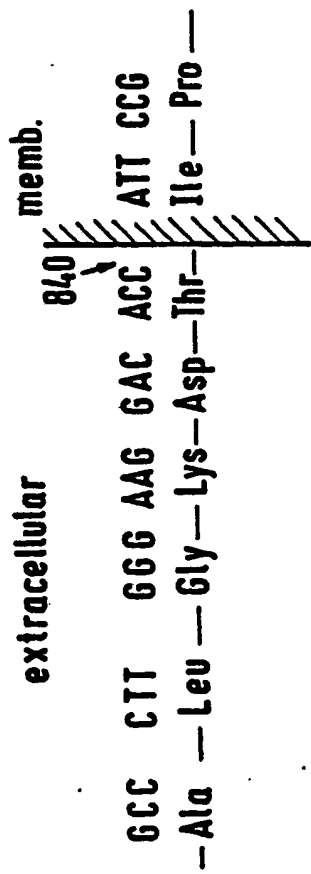 extracellular memb.
840
GCC CTT GGG AAG GAC ACC ATT CCG
—Ala —Leu —Gly—Lys—Asp—Thr— Ile—Pro—